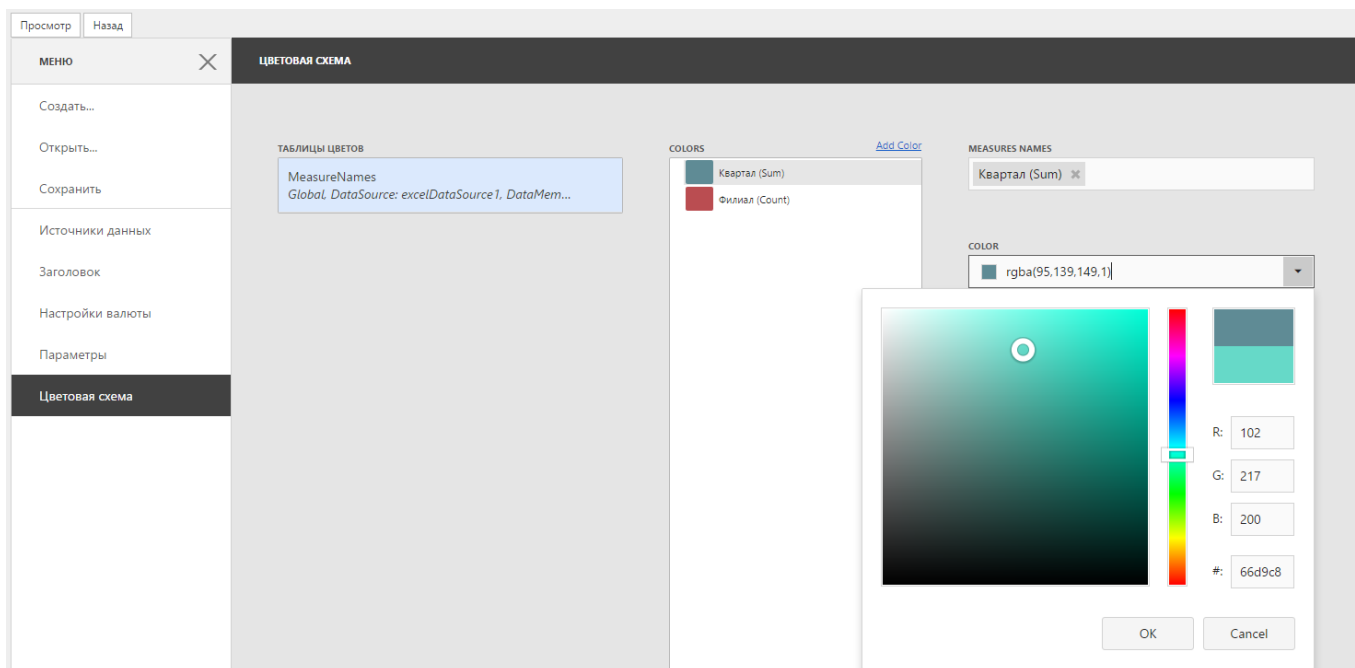 Просмотр
Назад
МЕНЮ
Создать...
Открыть...
Сохранить
Источники данных
Заголовок
Настройки валюты
Параметры
Цветовая схема
ЦВЕТОВАЯ СХЕМА
ТАБЛИЦЫ ЦВЕТОВ
MeasureNames
Global, DataSource: excelDataSource1, DataMem...
COLORS
Add Color
Квартал (Sum)
Филиал (Count)
MEASURES NAMES
Квартал (Sum)
COLOR
rgba(95,139,149,1)
R: 102
G: 217
B: 200
#: 66d9c8
OK
Cancel